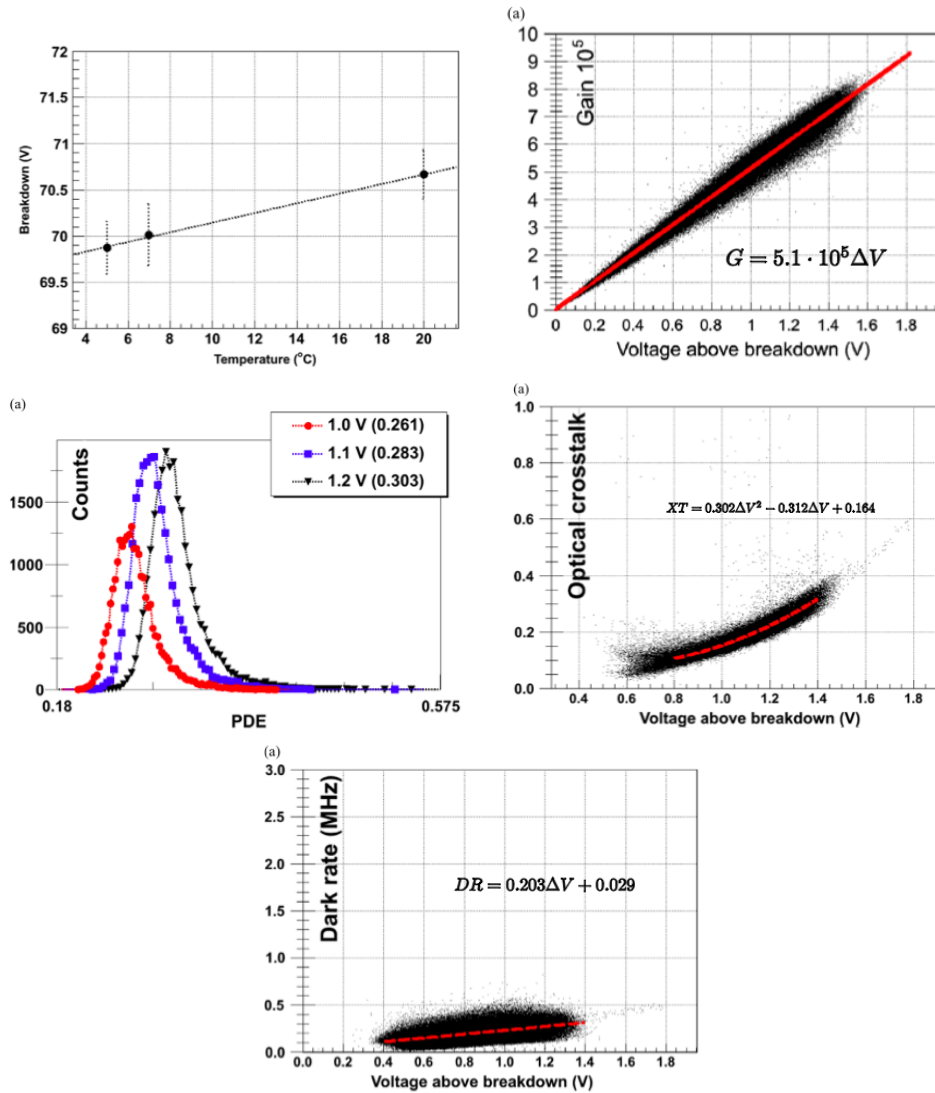 72
71.5
71
70.5
70
69.5
69
Breakdown (V)
4 6 8 10 12 14 16 18 20
Temperature (°C)
(a)
10
9
8
7
6
5
4
3
2
1
0
Gain 10⁵
G = 5.1 · 10⁵ΔV
0 0.2 0.4 0.6 0.8 1 1.2 1.4 1.6 1.8
Voltage above breakdown (V)
(a)
1.0 V (0.261)
1.1 V (0.283)
1.2 V (0.303)
Counts
1500
1000
500
0
0.18 0.575
PDE
(a)
1.0
0.8
0.6
0.4
0.2
0.0
Optical crosstalk
XT = 0.302ΔV² − 0.312ΔV + 0.164
0.4 0.6 0.8 1.0 1.2 1.4 1.6 1.8
Voltage above breakdown (V)
(a)
3.0
2.5
2.0
1.5
1.0
0.5
0.0
Dark rate (MHz)
DR = 0.203ΔV + 0.029
0.0 0.2 0.4 0.6 0.8 1.0 1.2 1.4 1.6 1.8
Voltage above breakdown (V)